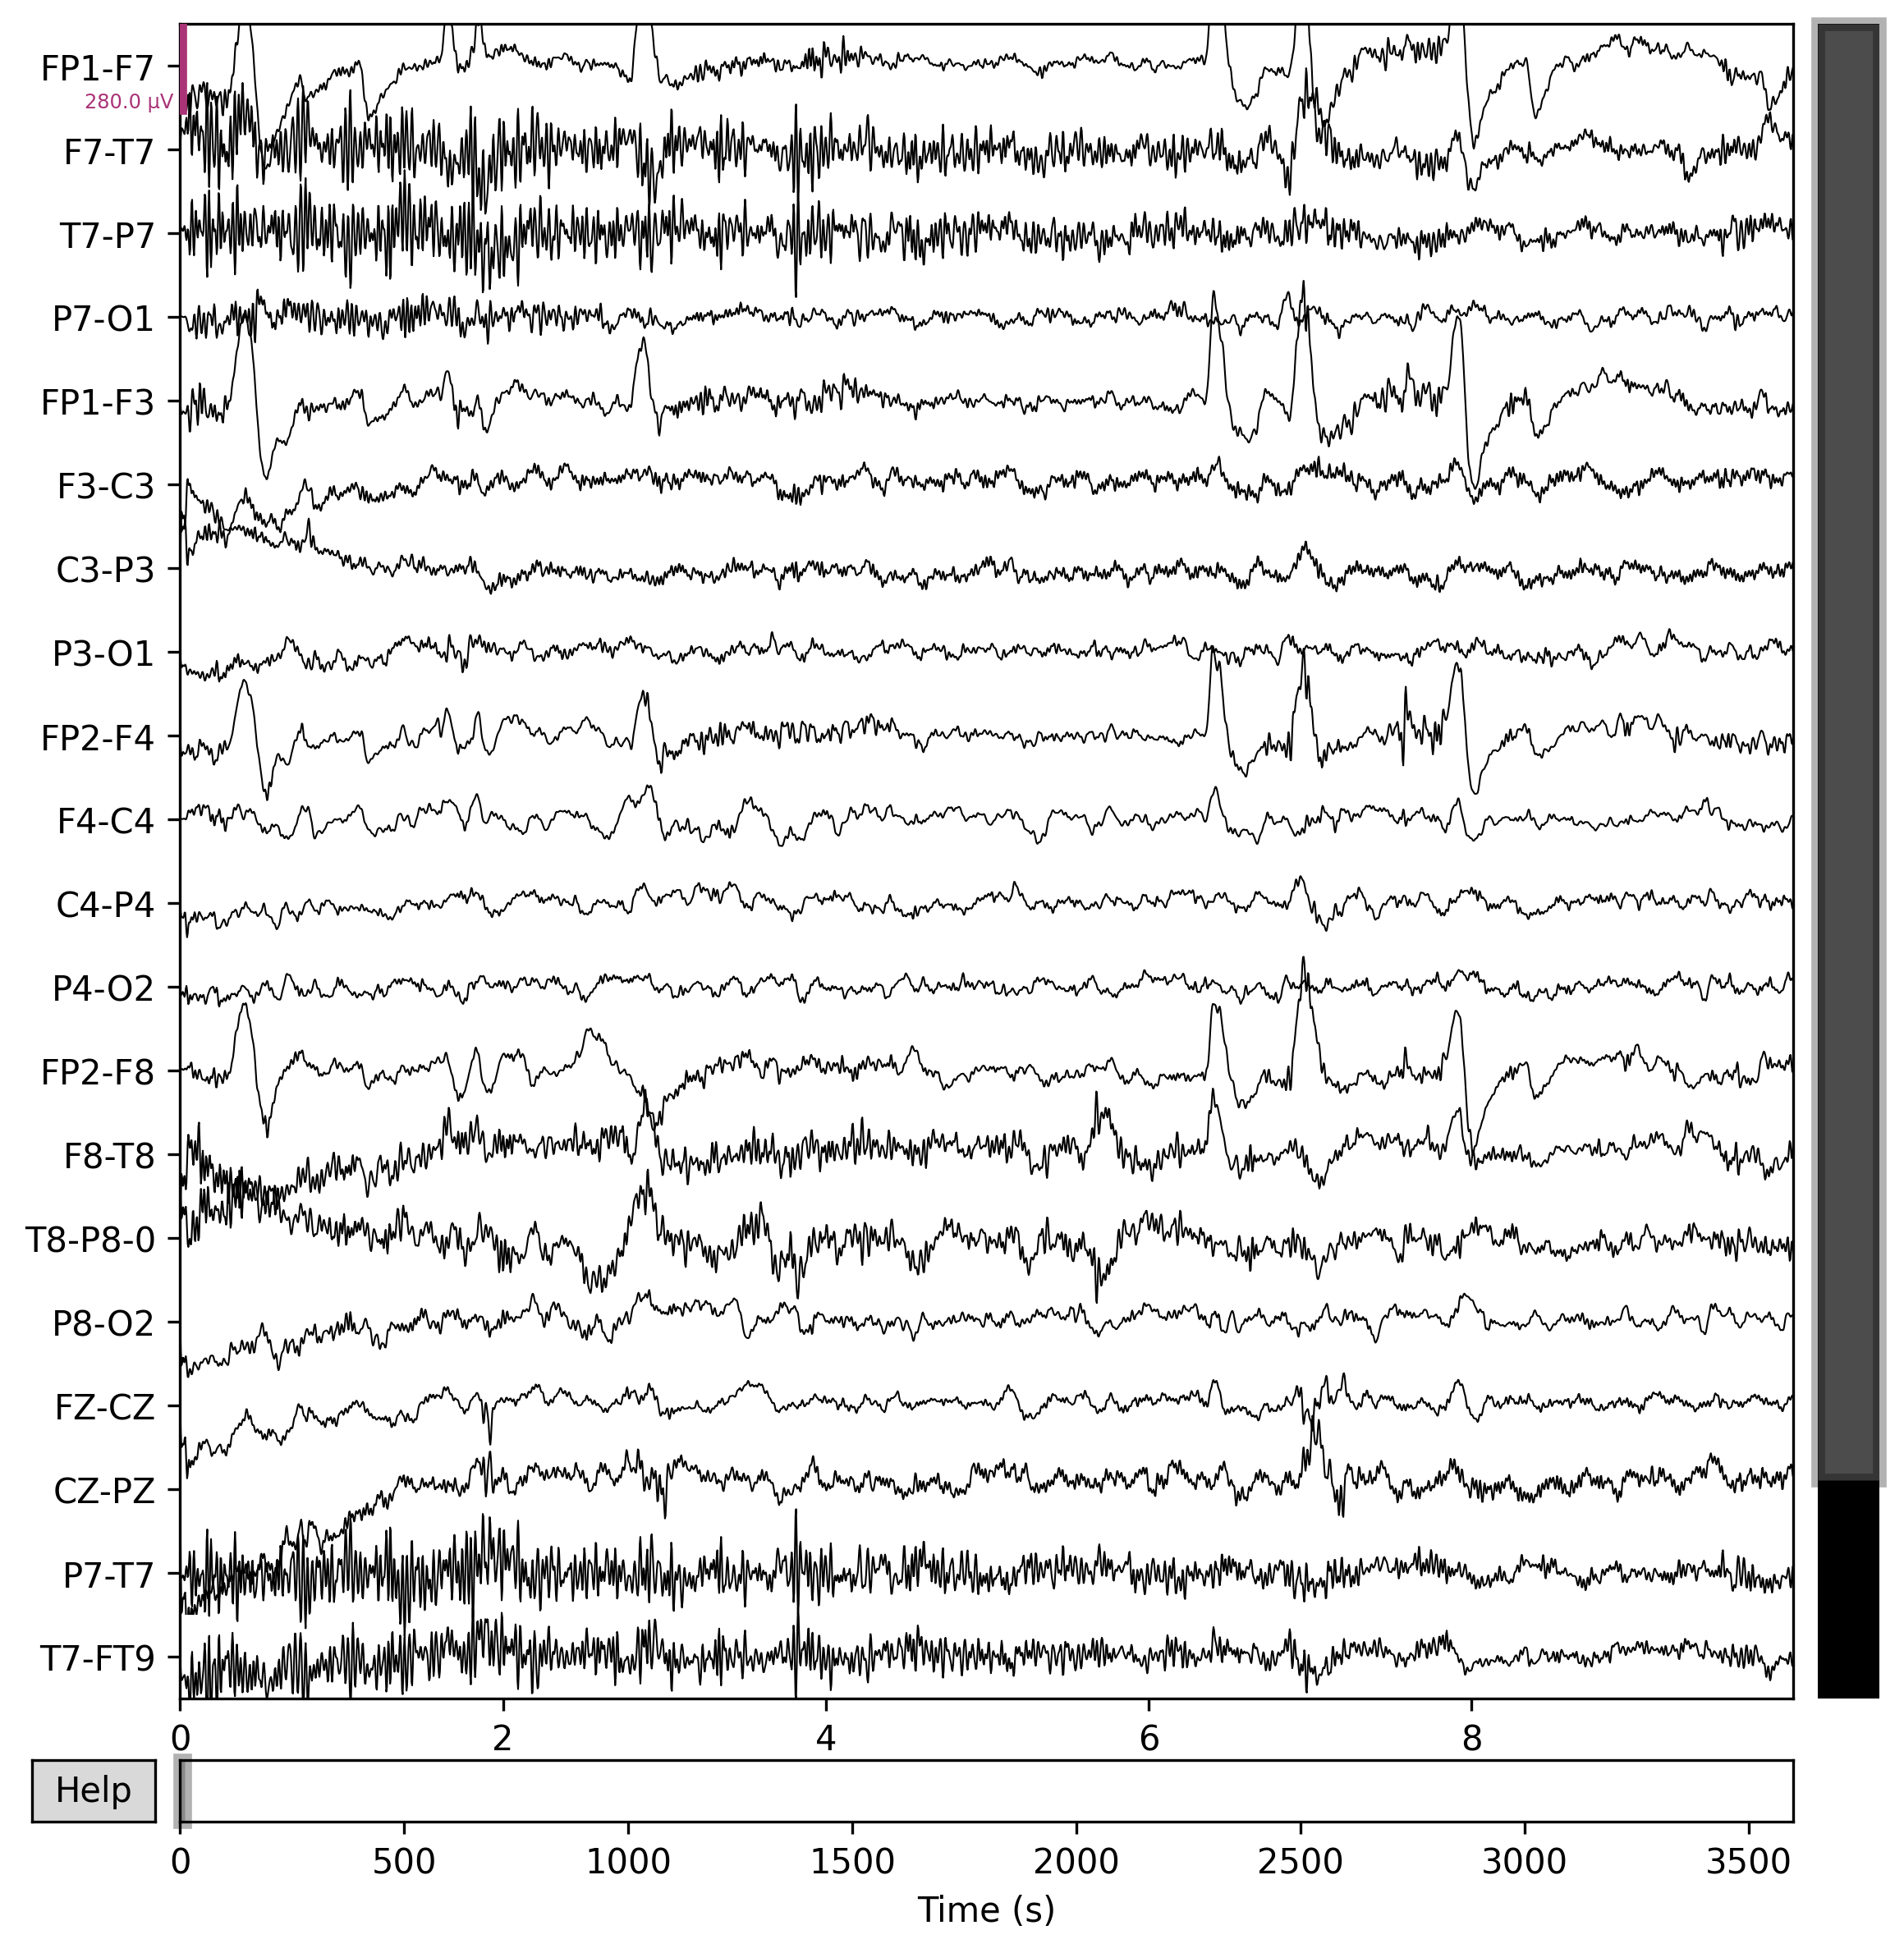 FP1-F7
280.0 µV
F7-T7
T7-P7
P7-O1
FP1-F3
F3-C3
C3-P3
P3-O1
FP2-F4
F4-C4
C4-P4
P4-O2
FP2-F8
F8-T8
T8-P8-0
P8-O2
FZ-CZ
CZ-PZ
P7-T7
T7-FT9
0 2 4 6 8
Help
0 500 1000 1500 2000 2500 3000 3500
Time (s)